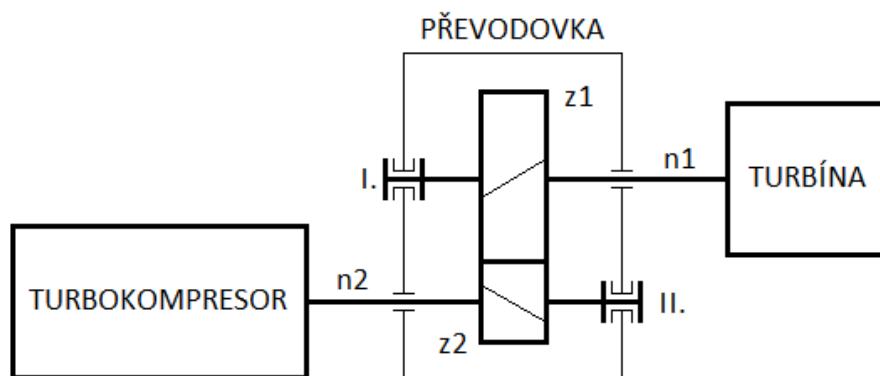 PŘEVODOVKA
z1
I.
n1
TURBÍNA
n2
TURBOKOMPRESOR
II.
z2